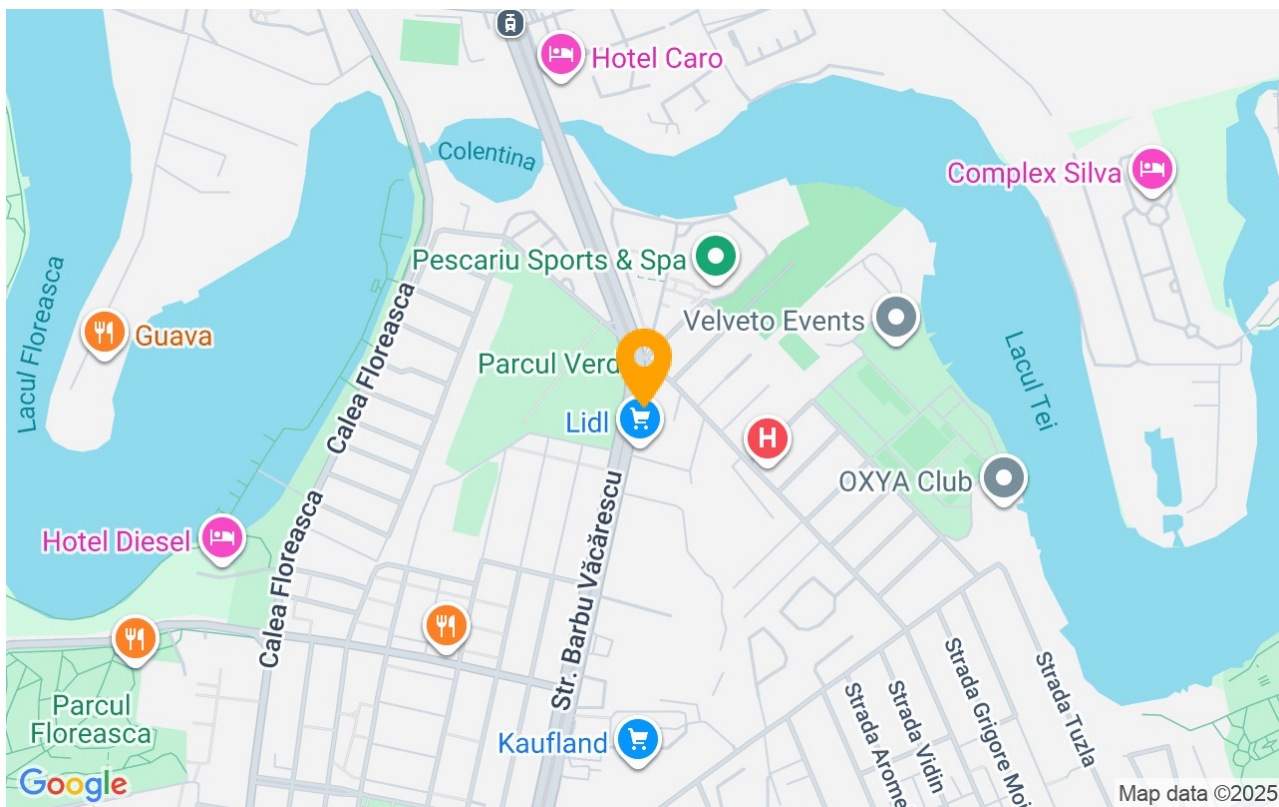 Hotel Caro
Colentina
Complex Silva
Pescariu Sports & Spa
Lacul Floreasca
Guava
Calea Floreasca
Velveto Events
Lacul Tei
Parcul Verd
Lidl
H
OXYA Club
Hotel Diesel
Calea Floreasca
Str. Barbu Văcărescu
Parcul
Floreasca
Kaufland
Strada Arome
Strada Vidin
Strada Grigore Moi
Strada Tuzla
Google
Map data ©2025